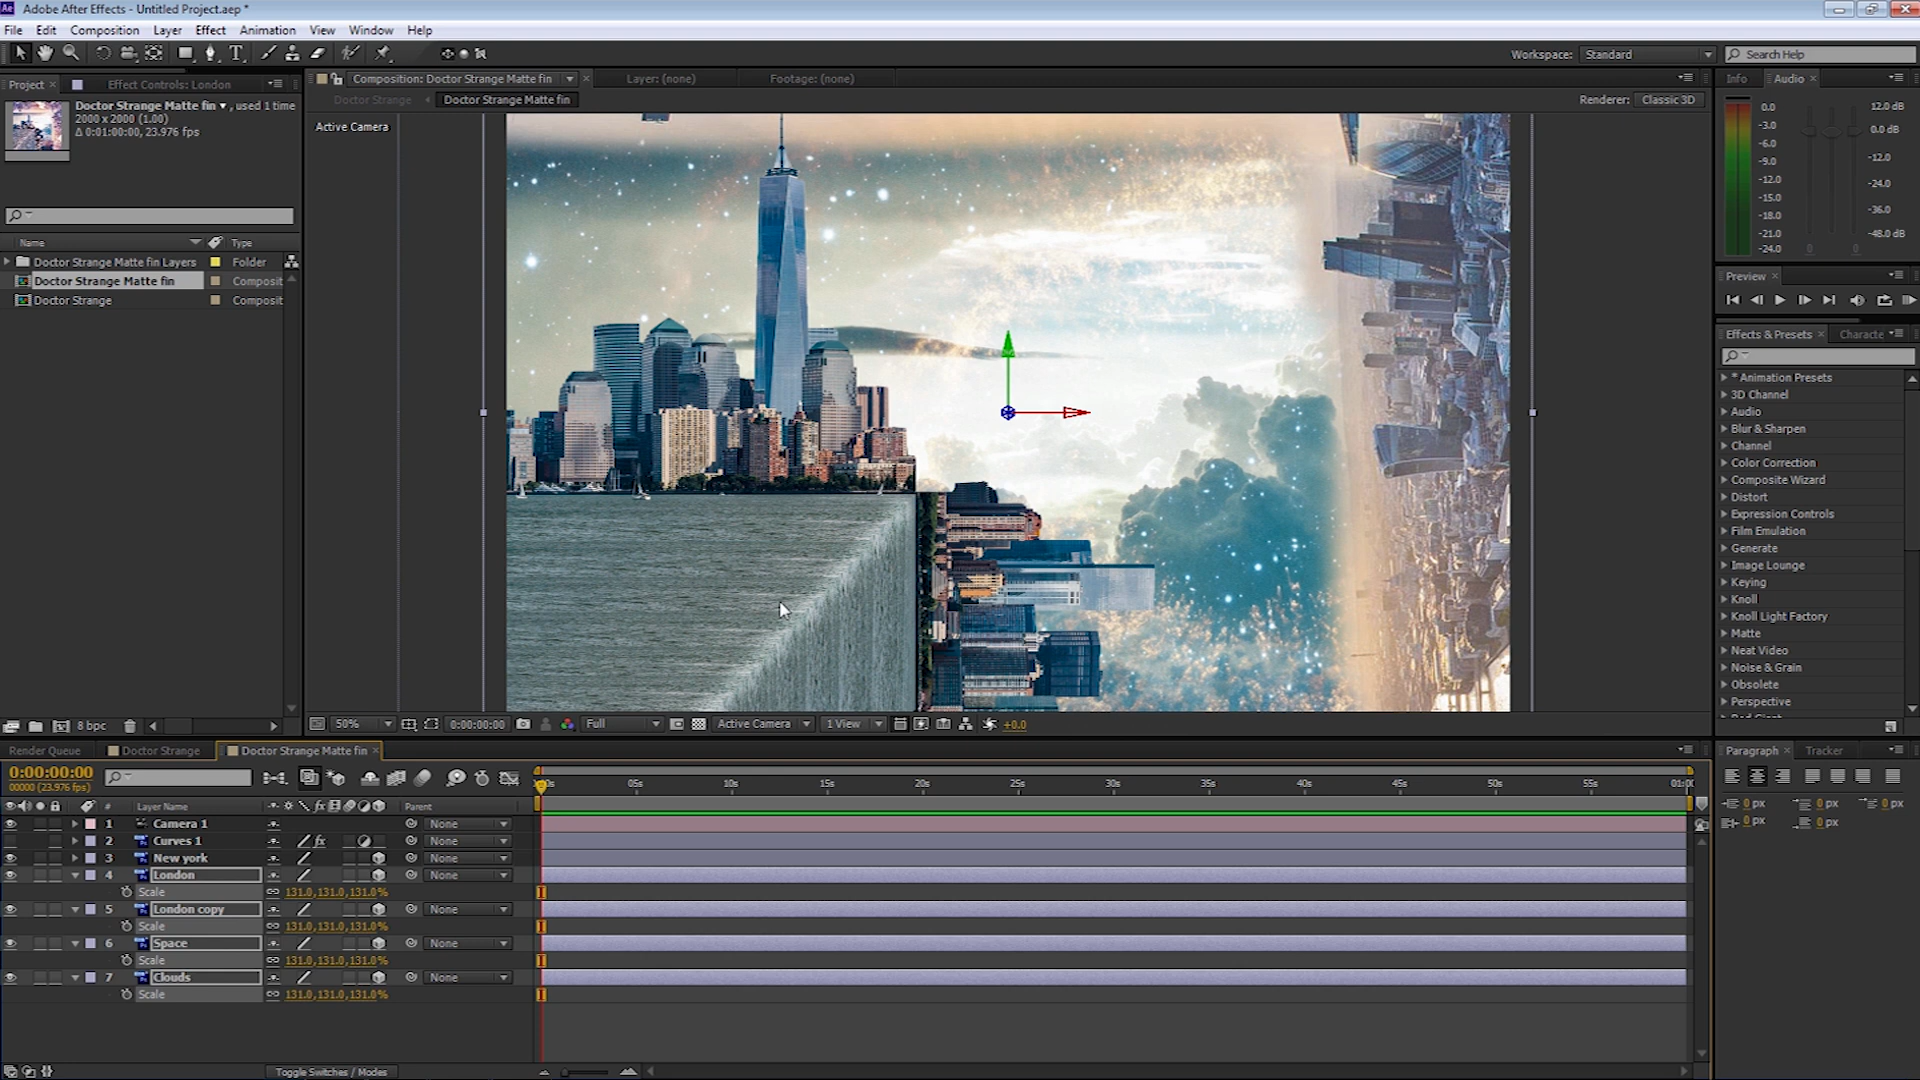 Adobe After Effects - Untitled Project.aep *
File Edit Composition Layer Effect Animation View Window Help
T
Workspace: Standard
Search Help
Project Effect Controls: London
Composition: Doctor Strange Matte fin Layer: (none) Footage: (none)
Info Audio
Doctor Strange Matte fin , used 1 time
2000 x 2000 (1.00)
Δ 0:01:00:00, 23.976 fps
Doctor Strange Doctor Strange Matte fin
Renderer: Classic 3D
Active Camera
0.0 12.0 dB
-3.0 0.0 dB
-6.0
-9.0 -12.0
-12.0 -24.0
-15.0
-18.0 -36.0
-21.0 -48.0 dB
-24.0 0 0
Name Type
Doctor Strange Matte fin Layers Folder
Doctor Strange Matte fin Composit
Doctor Strange Composit
Preview
Effects & Presets Characte
* Animation Presets
3D Channel
Audio
Blur & Sharpen
Channel
Color Correction
Composite Wizard
Distort
Expression Controls
Film Emulation
Generate
Image Lounge
Keying
Knoll
Knoll Light Factory
Matte
Neat Video
Noise & Grain
Obsolete
Perspective
8 bpc
50% 0:00:00:00 Full Active Camera 1 View +0.0
Render Queue Doctor Strange Doctor Strange Matte fin
Paragraph Tracker
0:00:00:00
00000 (23.976 fps)
05s 10s 15s 20s 25s 30s 35s 40s 45s 50s 55s 01:0
# Layer Name fx Parent
1 Camera 1 None
2 Curves 1 fx None
3 New york None
4 London None
Scale 131.0,131.0,131.0%
5 London copy None
Scale 131.0,131.0,131.0%
6 Space None
Scale 131.0,131.0,131.0%
7 Clouds None
Scale 131.0,131.0,131.0%
0 px 0 px 0 px
0 px 0 px
Toggle Switches / Modes